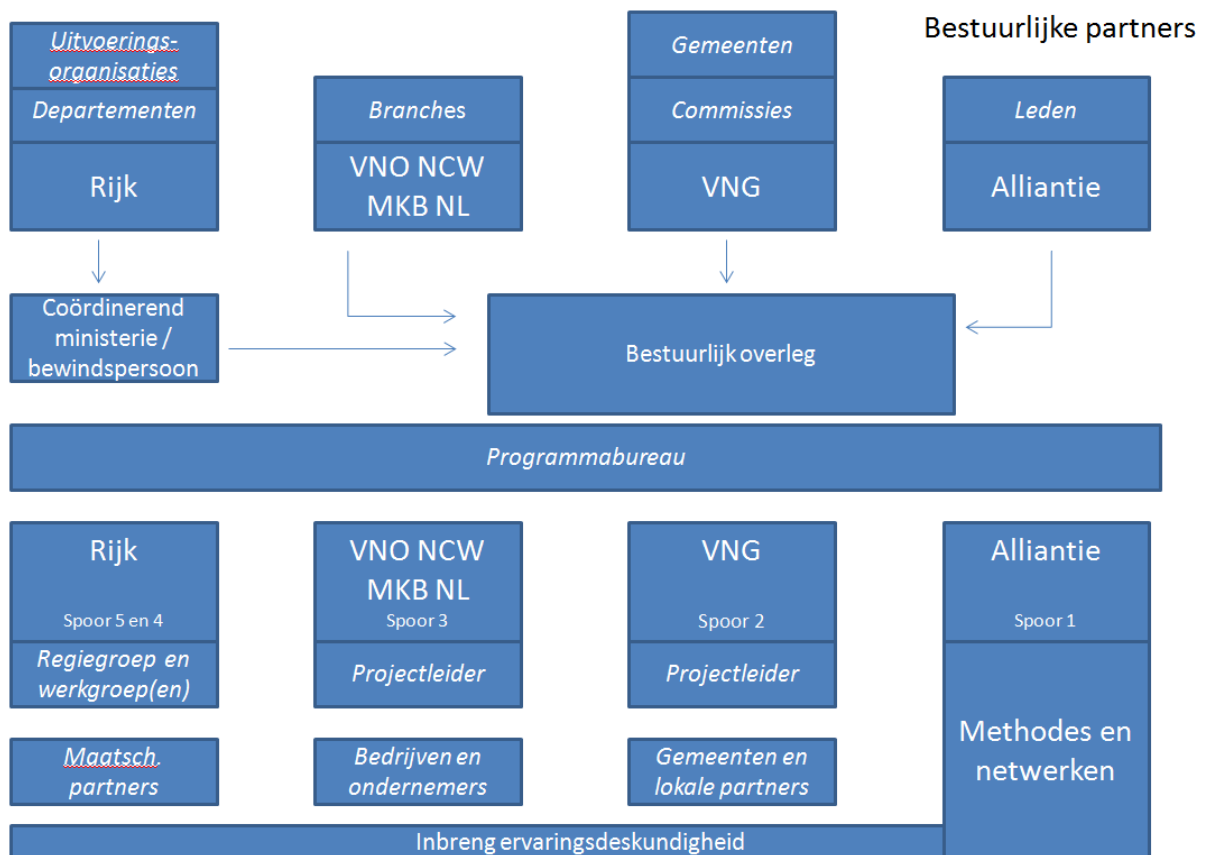 Bestuurlijke partners
Uitvoerings-
organisaties
Departementen
Rijk
Branches
VNO NCW
MKB NL
Gemeenten
Commissies
VNG
Leden
Alliantie
Coördinerend
ministerie /
bewindspersoon
Bestuurlijk overleg
Programmabureau
Rijk
Spoor 5 en 4
Regiegroep en
werkgroep(en)
Maatsch.
partners
VNO NCW
MKB NL
Spoor 3
Projectleider
Bedrijven en
ondernemers
VNG
Spoor 2
Projectleider
Gemeenten en
lokale partners
Alliantie
Spoor 1
Methodes en
netwerken
Inbreng ervaringsdeskundigheid